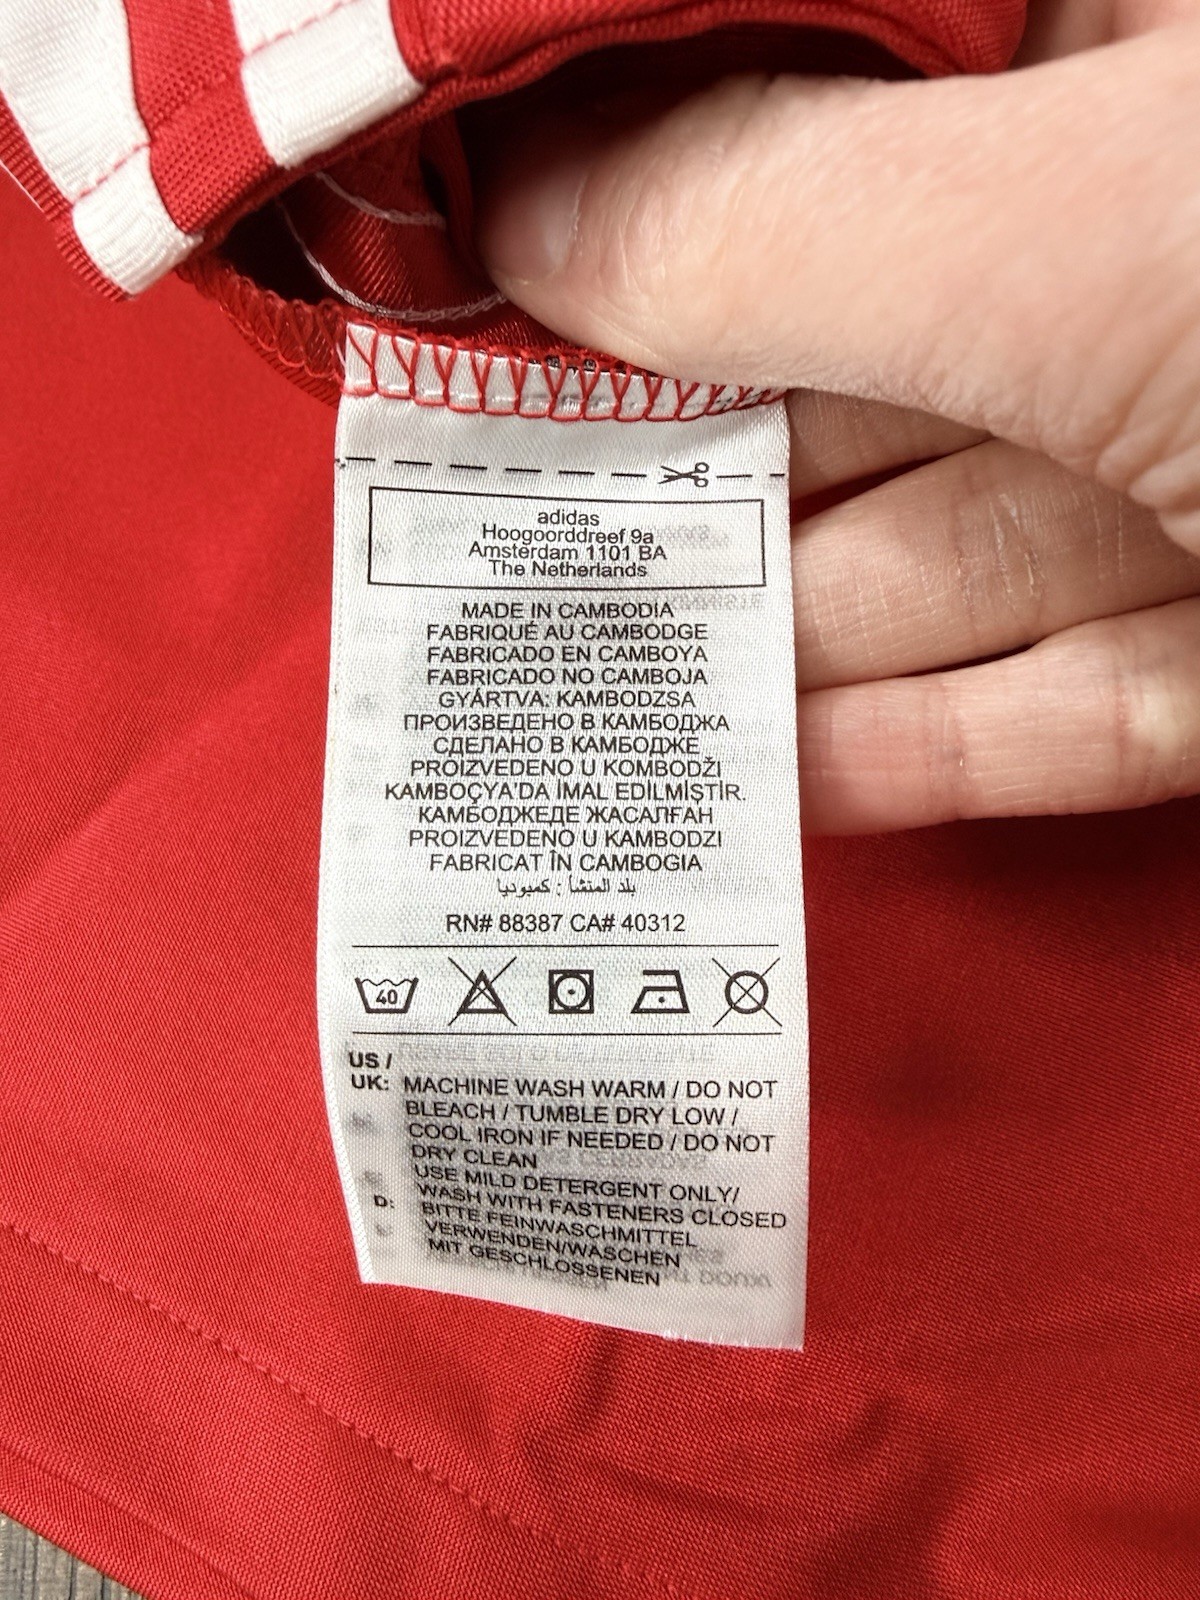 adidas
Hoogoorddreef 9a
Amsterdam 1101 BA
The Netherlands
MADE IN CAMBODIA
FABRIQUÉ AU CAMBODGE
FABRICADO EN CAMBOYA
FABRICADO NO CAMBOJA
GYÁRTVA: KAMBODZSA
ПРОИЗВЕДЕНО В КАМБОДЖА
СДЕЛАНО В КАМБОДЖЕ
PROIZVEDENO U KOMBODŽI
KAMBOÇYA'DA İMAL EDİLMİŞTİR.
КАМБОДЖЕДЕ ЖАСАЛҒАН
PROIZVEDENO U KAMBODZI
FABRICAT ÎN CAMBOGIA
بلد المنشأ : كمبوديا
RN# 88387 CA# 40312
40
US /
UK: MACHINE WASH WARM / DO NOT
BLEACH / TUMBLE DRY LOW /
COOL IRON IF NEEDED / DO NOT
DRY CLEAN
USE MILD DETERGENT ONLY/
WASH WITH FASTENERS CLOSED
D: BITTE FEINWASCHMITTEL
VERWENDEN/WASCHEN
MIT GESCHLOSSENEN